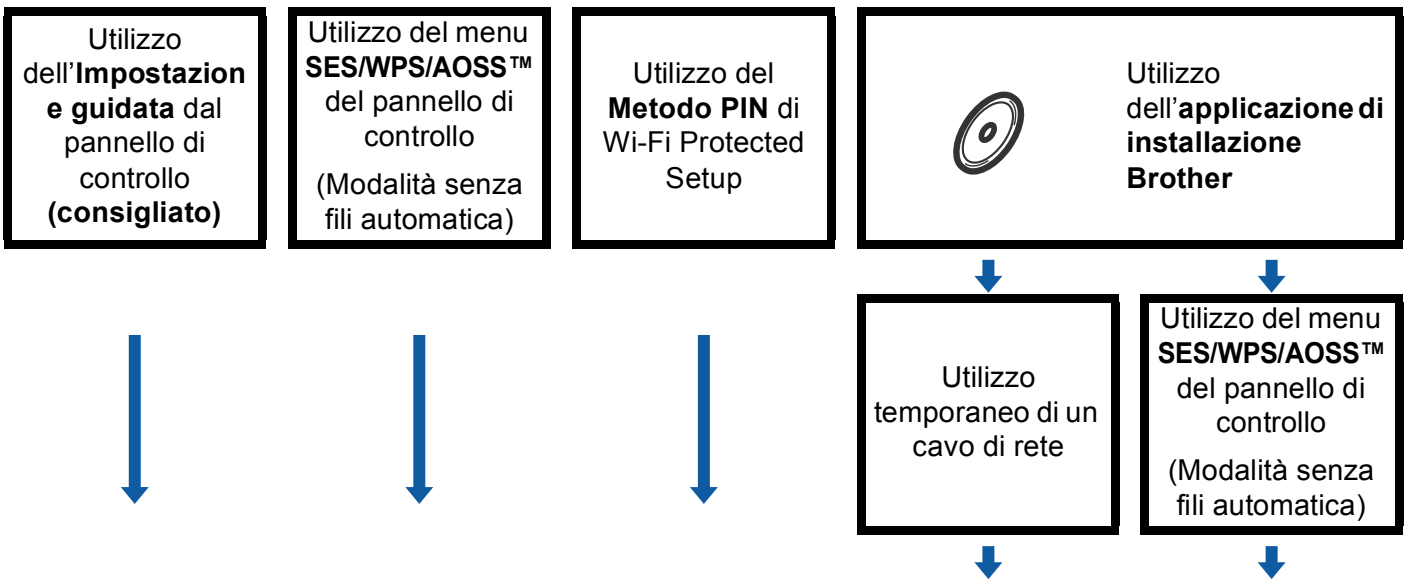 Utilizzo
dell'Impostazion
e guidata dal
pannello di
controllo
(consigliato)
Utilizzo del menu
SES/WPS/AOSS™
del pannello di
controllo
(Modalità senza
fili automatica)
Utilizzo del
Metodo PIN di
Wi-Fi Protected
Setup
Utilizzo
dell'applicazione di
installazione
Brother
Utilizzo
temporaneo di un
cavo di rete
Utilizzo del menu
SES/WPS/AOSS™
del pannello di
controllo
(Modalità senza
fili automatica)